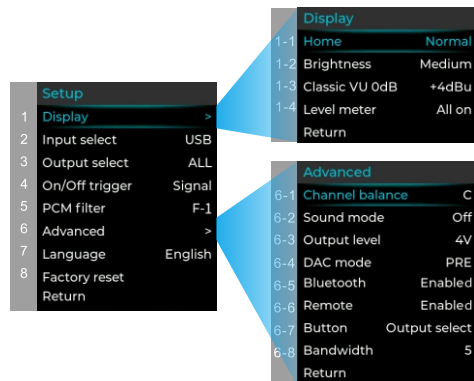 Setup
1 Display >
2 Input select USB
3 Output select ALL
4 On/Off trigger Signal
5 PCM filter F-1
6 Advanced >
7 Language English
8 Factory reset
Return
Display
1-1 Home Normal
1-2 Brightness Medium
1-3 Classic VU 0dB +4dBu
1-4 Level meter All on
Return
Advanced
6-1 Channel balance C
6-2 Sound mode Off
6-3 Output level 4V
6-4 DAC mode PRE
6-5 Bluetooth Enabled
6-6 Remote Enabled
6-7 Button Output select
6-8 Bandwidth 5
Return